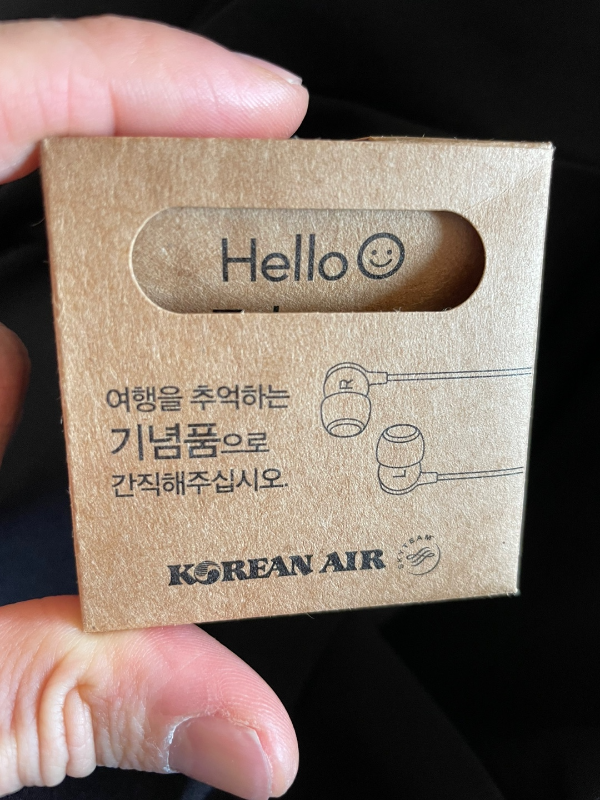 Hello
R
여행을 추억하는
기념품으로
L
간직해주십시오.
KOREAN AIR
SKYTEAM